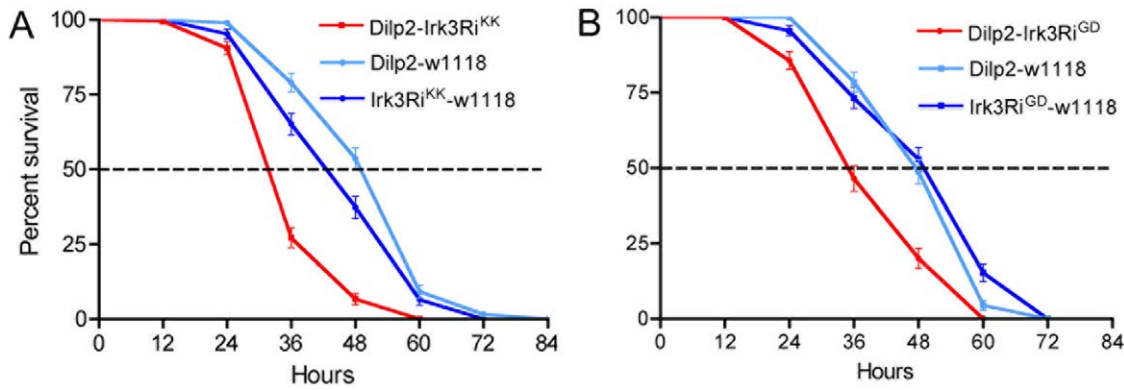 A
Percent survival
100
75
50
25
0
Dilp2-Irk3Ri^KK
Dilp2-w1118
Irk3Ri^KK-w1118
0 12 24 36 48 60 72 84
Hours
B
100
75
50
25
0
Dilp2-Irk3Ri^GD
Dilp2-w1118
Irk3Ri^GD-w1118
0 12 24 36 48 60 72 84
Hours